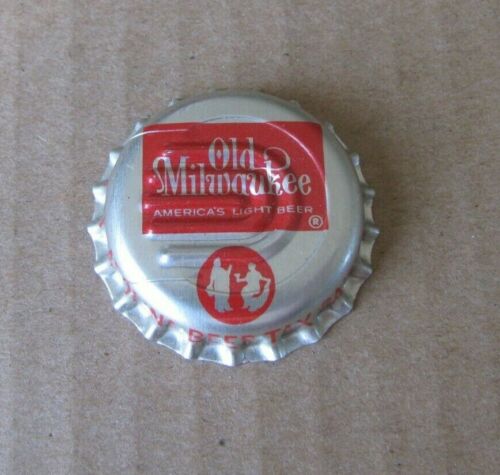 Old
Milwaukee
AMERICA'S LIGHT BEER
®
BEER TAX